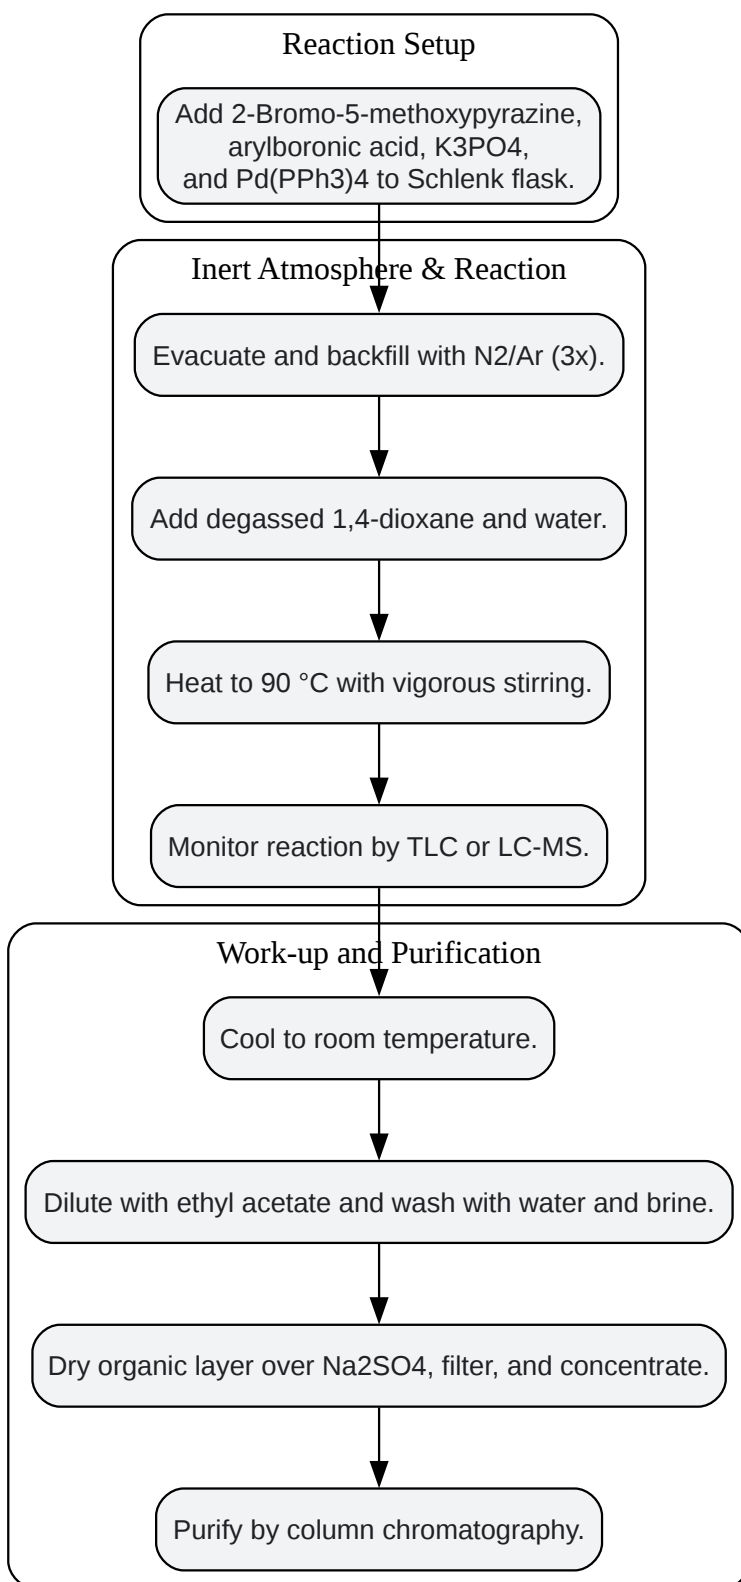 Reaction Setup
Add 2-Bromo-5-methoxypyrazine,
arylboronic acid, K3PO4,
and Pd(PPh3)4 to Schlenk flask.
Inert Atmosphere & Reaction
Evacuate and backfill with N2/Ar (3x).
Add degassed 1,4-dioxane and water.
Heat to 90 °C with vigorous stirring.
Monitor reaction by TLC or LC-MS.
Work-up and Purification
Cool to room temperature.
Dilute with ethyl acetate and wash with water and brine.
Dry organic layer over Na2SO4, filter, and concentrate.
Purify by column chromatography.